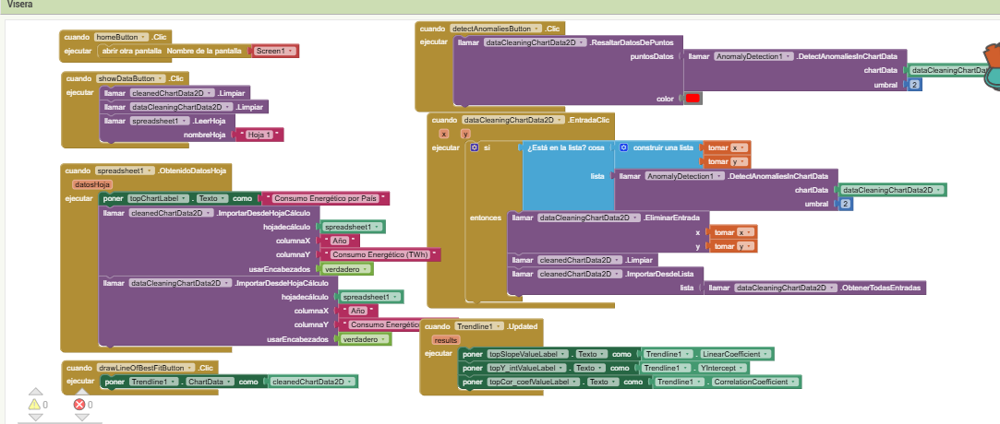 Visera
cuando homeButton .Clic
ejecutar abrir otra pantalla Nombre de la pantalla Screen1
cuando showDataButton .Clic
ejecutar llamar cleanedChartData2D .Limpiar
llamar dataCleaningChartData2D .Limpiar
llamar spreadsheet1 .LeerHoja
nombreHoja " Hoja 1 "
cuando spreadsheet1 .ObtenidoDatosHoja
datosHoja
ejecutar poner topChartLabel . Texto como " Consumo Energético por País "
llamar cleanedChartData2D .ImportarDesdeHojaCálculo
hojadecálculo spreadsheet1
columnaX " Año "
columnaY " Consumo Energético (TWh) "
usarEncabezados verdadero
llamar dataCleaningChartData2D .ImportarDesdeHojaCálculo
hojadecálculo spreadsheet1
columnaX " Año "
columnaY " Consumo Energético
usarEncabezados verdadero
cuando drawLineOfBestFitButton .Clic
ejecutar poner Trendline1 . ChartData como cleanedChartData2D
0 0
cuando detectAnomaliesButton .Clic
ejecutar llamar dataCleaningChartData2D .ResaltarDatosDePuntos
puntosDatos llamar AnomalyDetection1 .DetectAnomaliesInChartData
chartData dataCleaningChartDa
umbral 2
color
cuando dataCleaningChartData2D .EntradaClic
x y
ejecutar si ¿Está en la lista? cosa construir una lista tomar x
tomar y
lista llamar AnomalyDetection1 .DetectAnomaliesInChartData
chartData dataCleaningChartData2D
umbral 2
entonces llamar dataCleaningChartData2D .EliminarEntrada
x tomar x
y tomar y
llamar cleanedChartData2D .Limpiar
llamar cleanedChartData2D .ImportarDesdeLista
lista llamar dataCleaningChartData2D .ObtenerTodasEntradas
cuando Trendline1 .Updated
results
ejecutar poner topSlopeValueLabel . Texto como Trendline1 . LinearCoefficient
poner topY_intValueLabel . Texto como Trendline1 . YIntercept
poner topCor_coefValueLabel . Texto como Trendline1 . CorrelationCoefficient